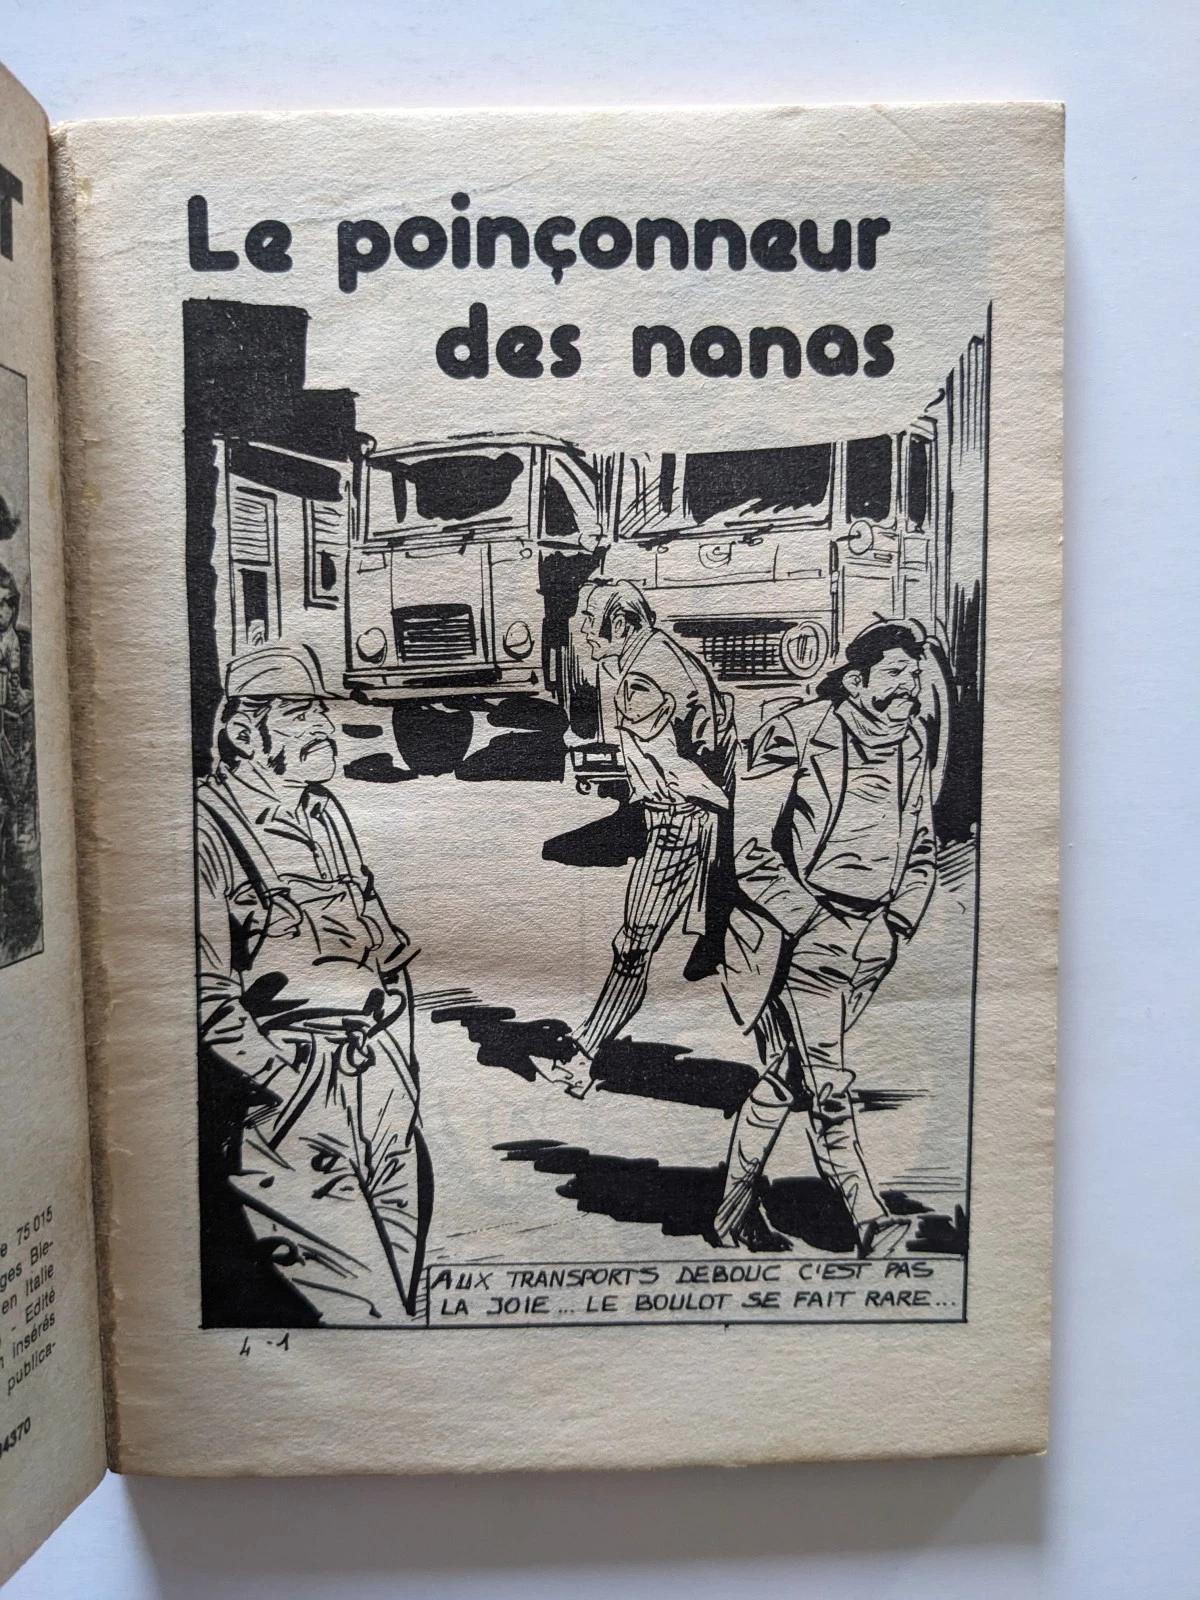 Le poinçonneur
des nanas
AUX TRANSPORTS DEBOUC C'EST PAS
LA JOIE... LE BOULOT SE FAIT RARE...
4-1
T
75 015
ges Ble-
en Italie
- Edité
insérés
publica-
4370